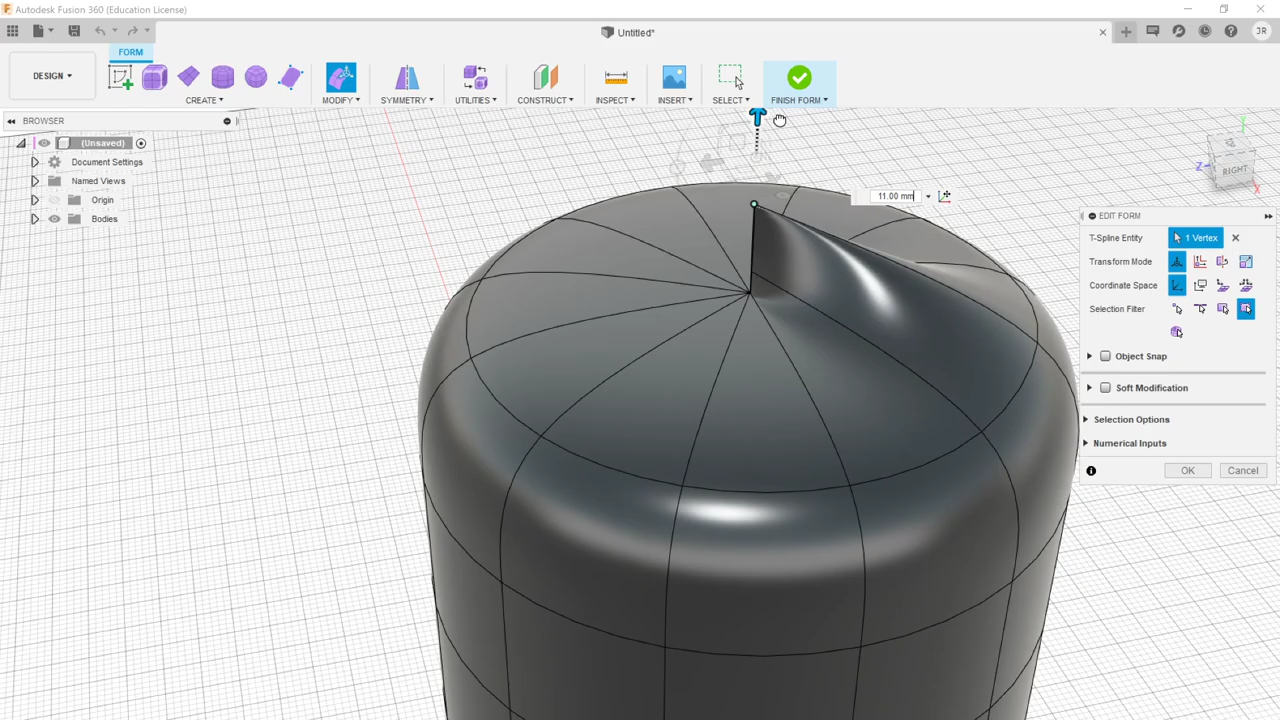 Autodesk Fusion 360 (Education License)
Untitled*
JR
FORM
DESIGN
CREATE
MODIFY
SYMMETRY
UTILITIES
CONSTRUCT
INSPECT
INSERT
SELECT
FINISH FORM
BROWSER
(Unsaved)
Document Settings
Named Views
Origin
Bodies
Y
Z
RIGHT
X
11.00 mm
EDIT FORM
T-Spline Entity
1 Vertex
Transform Mode
Coordinate Space
Selection Filter
Object Snap
Soft Modification
Selection Options
Numerical Inputs
OK
Cancel